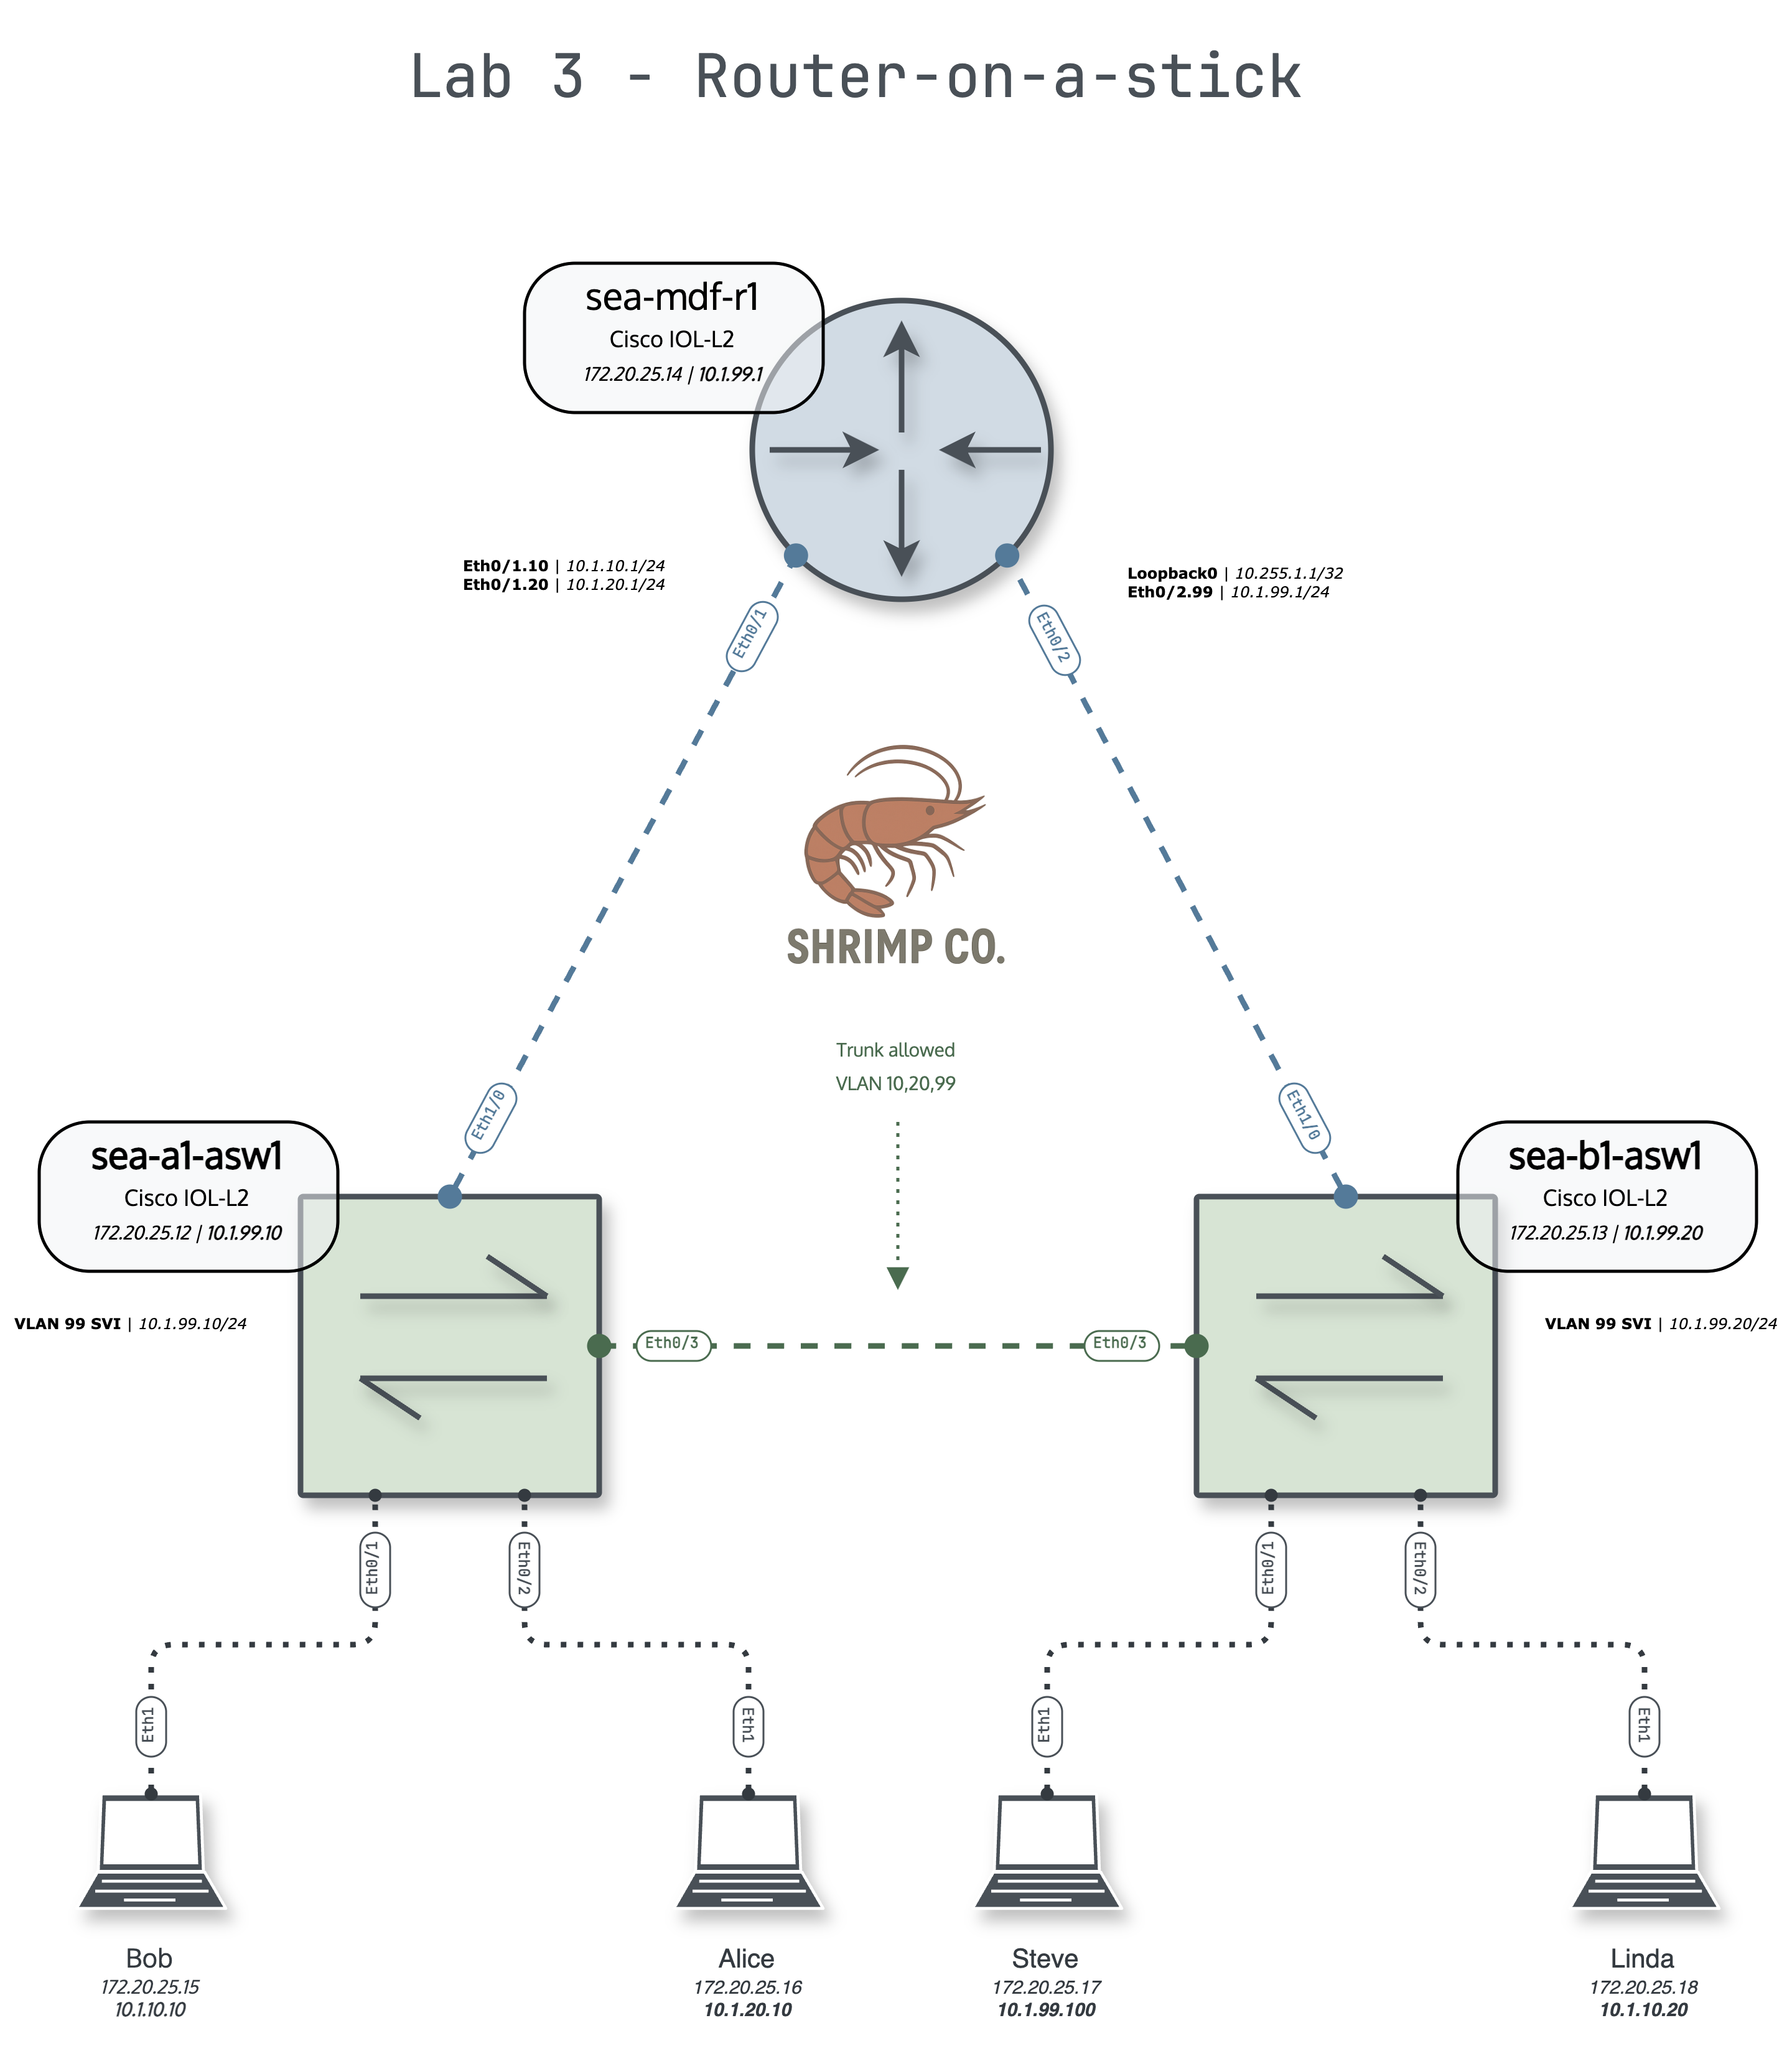 Lab 3 - Router-on-a-stick
sea-mdf-r1
Cisco IOL-L2
172.20.25.14 | 10.1.99.1
Eth0/1.10 | 10.1.10.1/24
Eth0/1.20 | 10.1.20.1/24
Loopback0 | 10.255.1.1/32
Eth0/2.99 | 10.1.99.1/24
Eth0/1
Eth0/2
SHRIMP CO.
Trunk allowed
VLAN 10,20,99
Eth1/0
Eth1/0
sea-a1-asw1
Cisco IOL-L2
172.20.25.12 | 10.1.99.10
sea-b1-asw1
Cisco IOL-L2
172.20.25.13 | 10.1.99.20
VLAN 99 SVI | 10.1.99.10/24
VLAN 99 SVI | 10.1.99.20/24
Eth0/3
Eth0/3
Eth0/1
Eth0/2
Eth0/1
Eth0/2
Eth1
Eth1
Eth1
Eth1
Bob
172.20.25.15
10.1.10.10
Alice
172.20.25.16
10.1.20.10
Steve
172.20.25.17
10.1.99.100
Linda
172.20.25.18
10.1.10.20